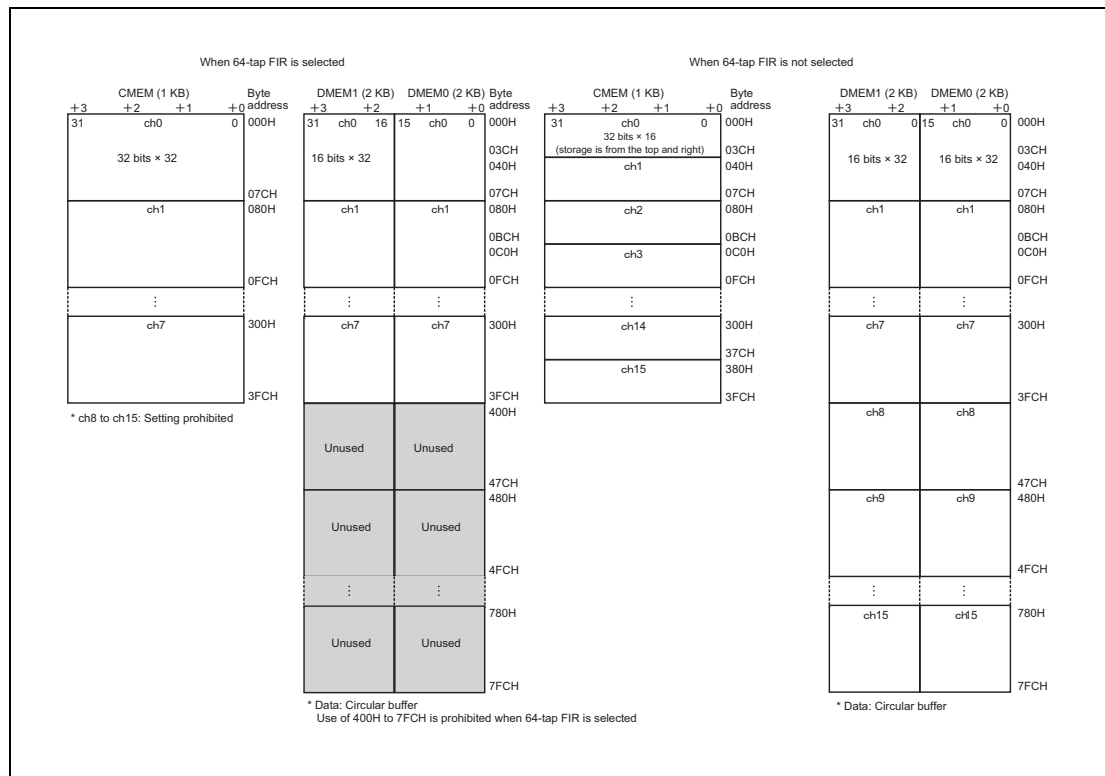 When 64-tap FIR is selected
CMEM (1 KB)
Byte address
+3 +2 +1 +0
31 ch0 0
000H
32 bits × 32
07CH
ch1
080H
0FCH
⋮
ch7
300H
3FCH
* ch8 to ch15: Setting prohibited
DMEM1 (2 KB) DMEM0 (2 KB)
Byte address
+3 +2 +1 +0
31 ch0 16 15 ch0 0
000H
03CH
16 bits × 32
040H
07CH
ch1 ch1
080H
0BCH
0C0H
0FCH
⋮ ⋮
ch7 ch7
300H
3FCH
400H
Unused Unused
47CH
480H
Unused Unused
4FCH
⋮ ⋮
780H
Unused Unused
7FCH
* Data: Circular buffer
Use of 400H to 7FCH is prohibited when 64-tap FIR is selected
When 64-tap FIR is not selected
CMEM (1 KB)
Byte address
+3 +2 +1 +0
31 ch0 0
000H
32 bits × 16
(storage is from the top and right)
03CH
ch1
040H
07CH
ch2
080H
0BCH
ch3
0C0H
0FCH
⋮
ch14
300H
37CH
ch15
380H
3FCH
DMEM1 (2 KB) DMEM0 (2 KB)
Byte address
+3 +2 +1 +0
31 ch0 0 15 ch0 0
000H
03CH
16 bits × 32 16 bits × 32
040H
07CH
ch1 ch1
080H
0BCH
0C0H
0FCH
⋮ ⋮
ch7 ch7
300H
3FCH
ch8 ch8
400H
47CH
ch9 ch9
480H
4FCH
⋮ ⋮
ch15 ch15
780H
7FCH
* Data: Circular buffer